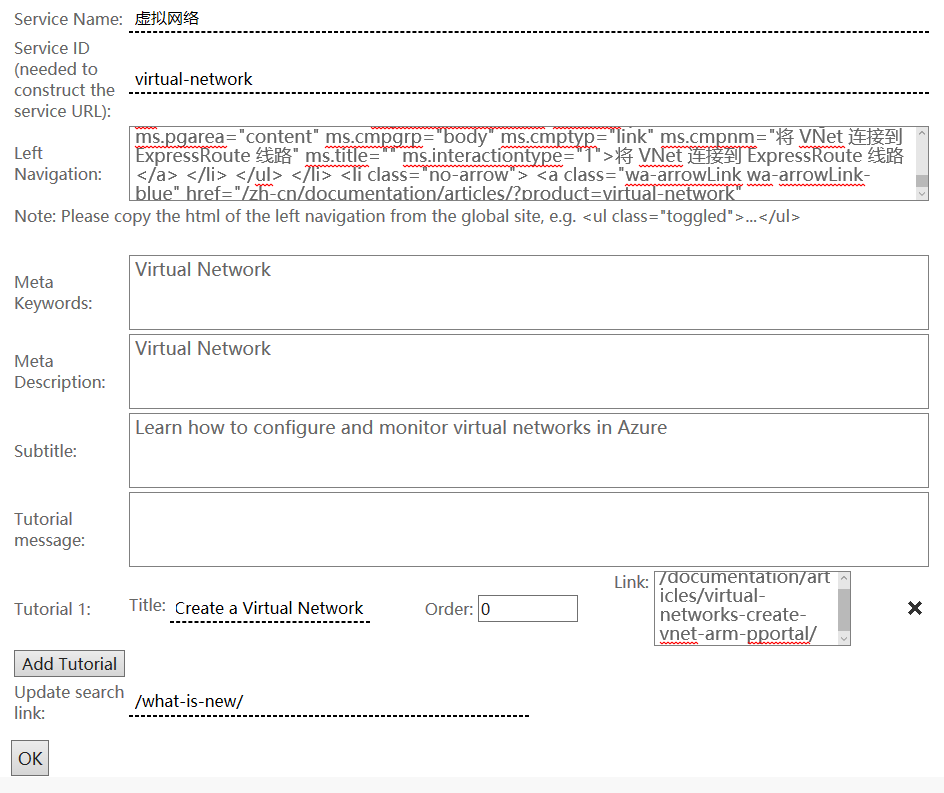 Service Name: 虚拟网络
Service ID
(needed to
construct the
service URL):
virtual-network
Left
Navigation:
ms.pgarea="content" ms.cmpgrp="body" ms.cmptyp="link" ms.cmpnm="将 VNet 连接到
ExpressRoute 线路" ms.title="" ms.interactiontype="1">将 VNet 连接到 ExpressRoute 线路
</a> </li> </ul> </li> <li class="no-arrow"> <a class="wa-arrowLink wa-arrowLink-
blue" href="/zh-cn/documentation/articles/?product=virtual-network"
Note: Please copy the html of the left navigation from the global site, e.g. <ul class="toggled">...</ul>
Meta
Keywords:
Virtual Network
Meta
Description:
Virtual Network
Subtitle:
Learn how to configure and monitor virtual networks in Azure
Tutorial
message:
Tutorial 1:
Title: Create a Virtual Network
Order: 0
Link:
/documentation/art
icles/virtual-
networks-create-
vnet-arm-pportal/
Add Tutorial
Update search
link:
/what-is-new/
OK